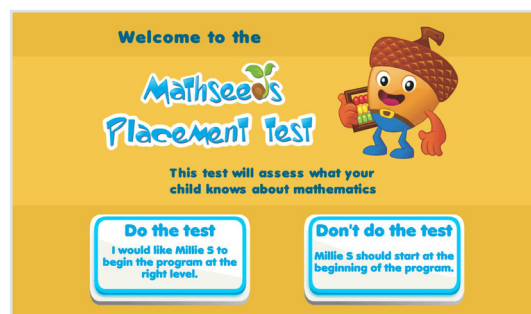 Welcome to the
Mathseeds
Placement Test
This test will assess what your
child knows about mathematics
Do the test
I would like Millie S to
begin the program at the
right level.
Don't do the test
Millie S should start at the
beginning of the program.